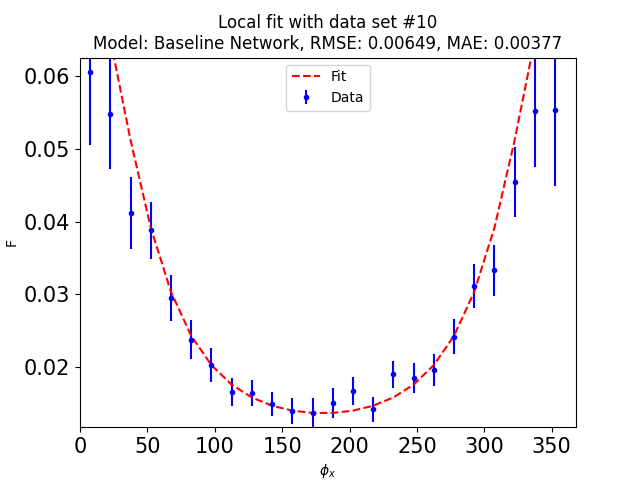 Local fit with data set #10
Model: Baseline Network, RMSE: 0.00649, MAE: 0.00377
Fit
Data
0.06
0.05
0.04
0.03
0.02
F
0 50 100 150 200 250 300 350
ϕₓ